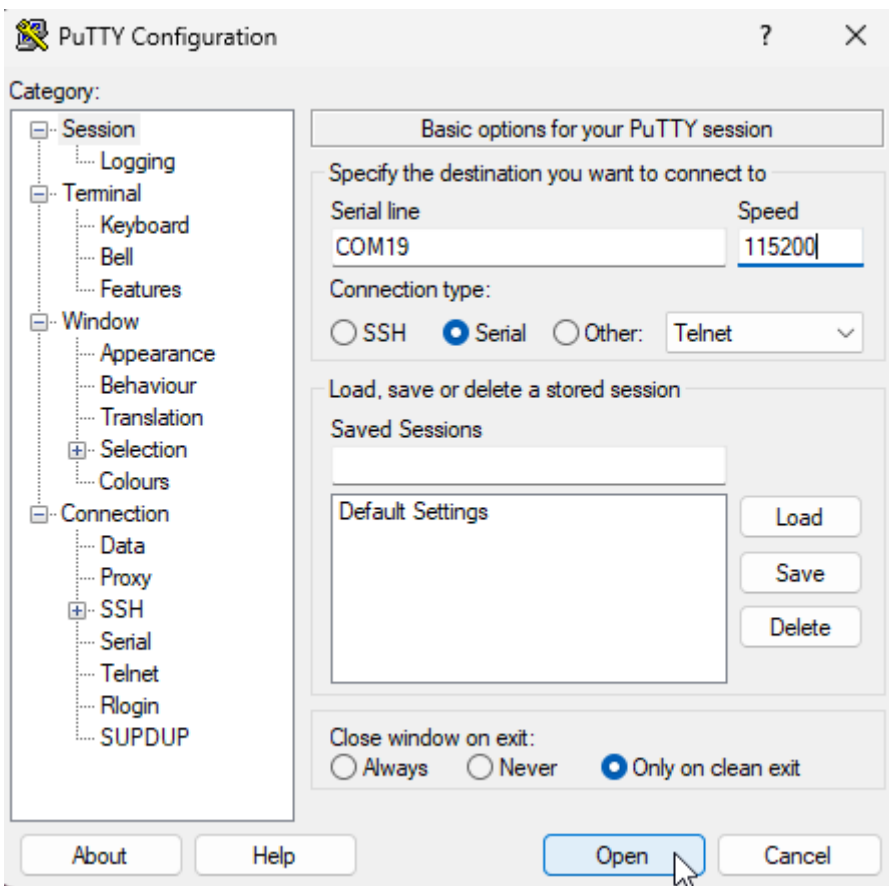 PuTTY Configuration ?
Category:
Session
Logging
Terminal
Keyboard
Bell
Features
Window
Appearance
Behaviour
Translation
Selection
Colours
Connection
Data
Proxy
SSH
Serial
Telnet
Rlogin
SUPDUP
Basic options for your PuTTY session
Specify the destination you want to connect to
Serial line Speed
COM19 115200
Connection type:
SSH Serial Other: Telnet
Load, save or delete a stored session
Saved Sessions
Default Settings
Load
Save
Delete
Close window on exit:
Always Never Only on clean exit
About Help Open Cancel